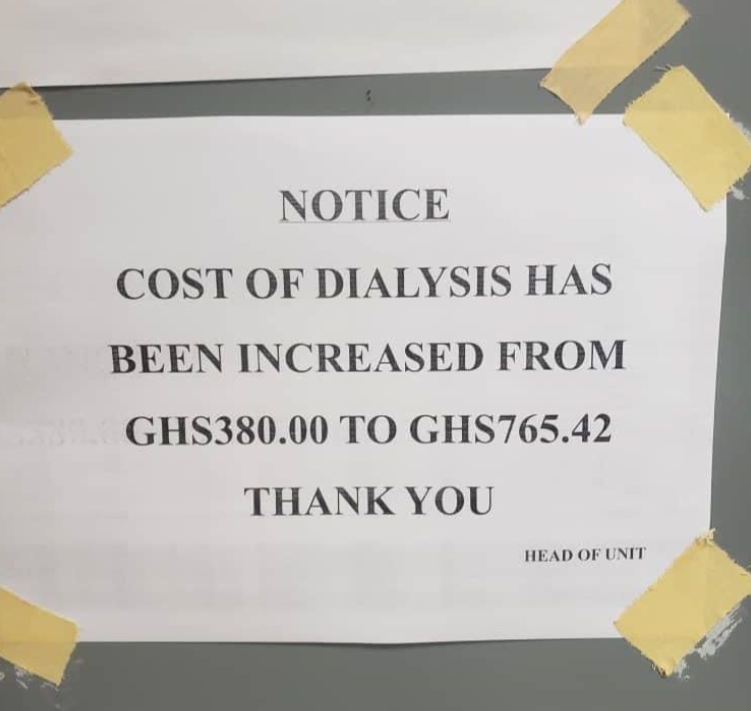 NOTICE
COST OF DIALYSIS HAS
BEEN INCREASED FROM
GHS380.00 TO GHS765.42
THANK YOU
HEAD OF UNIT